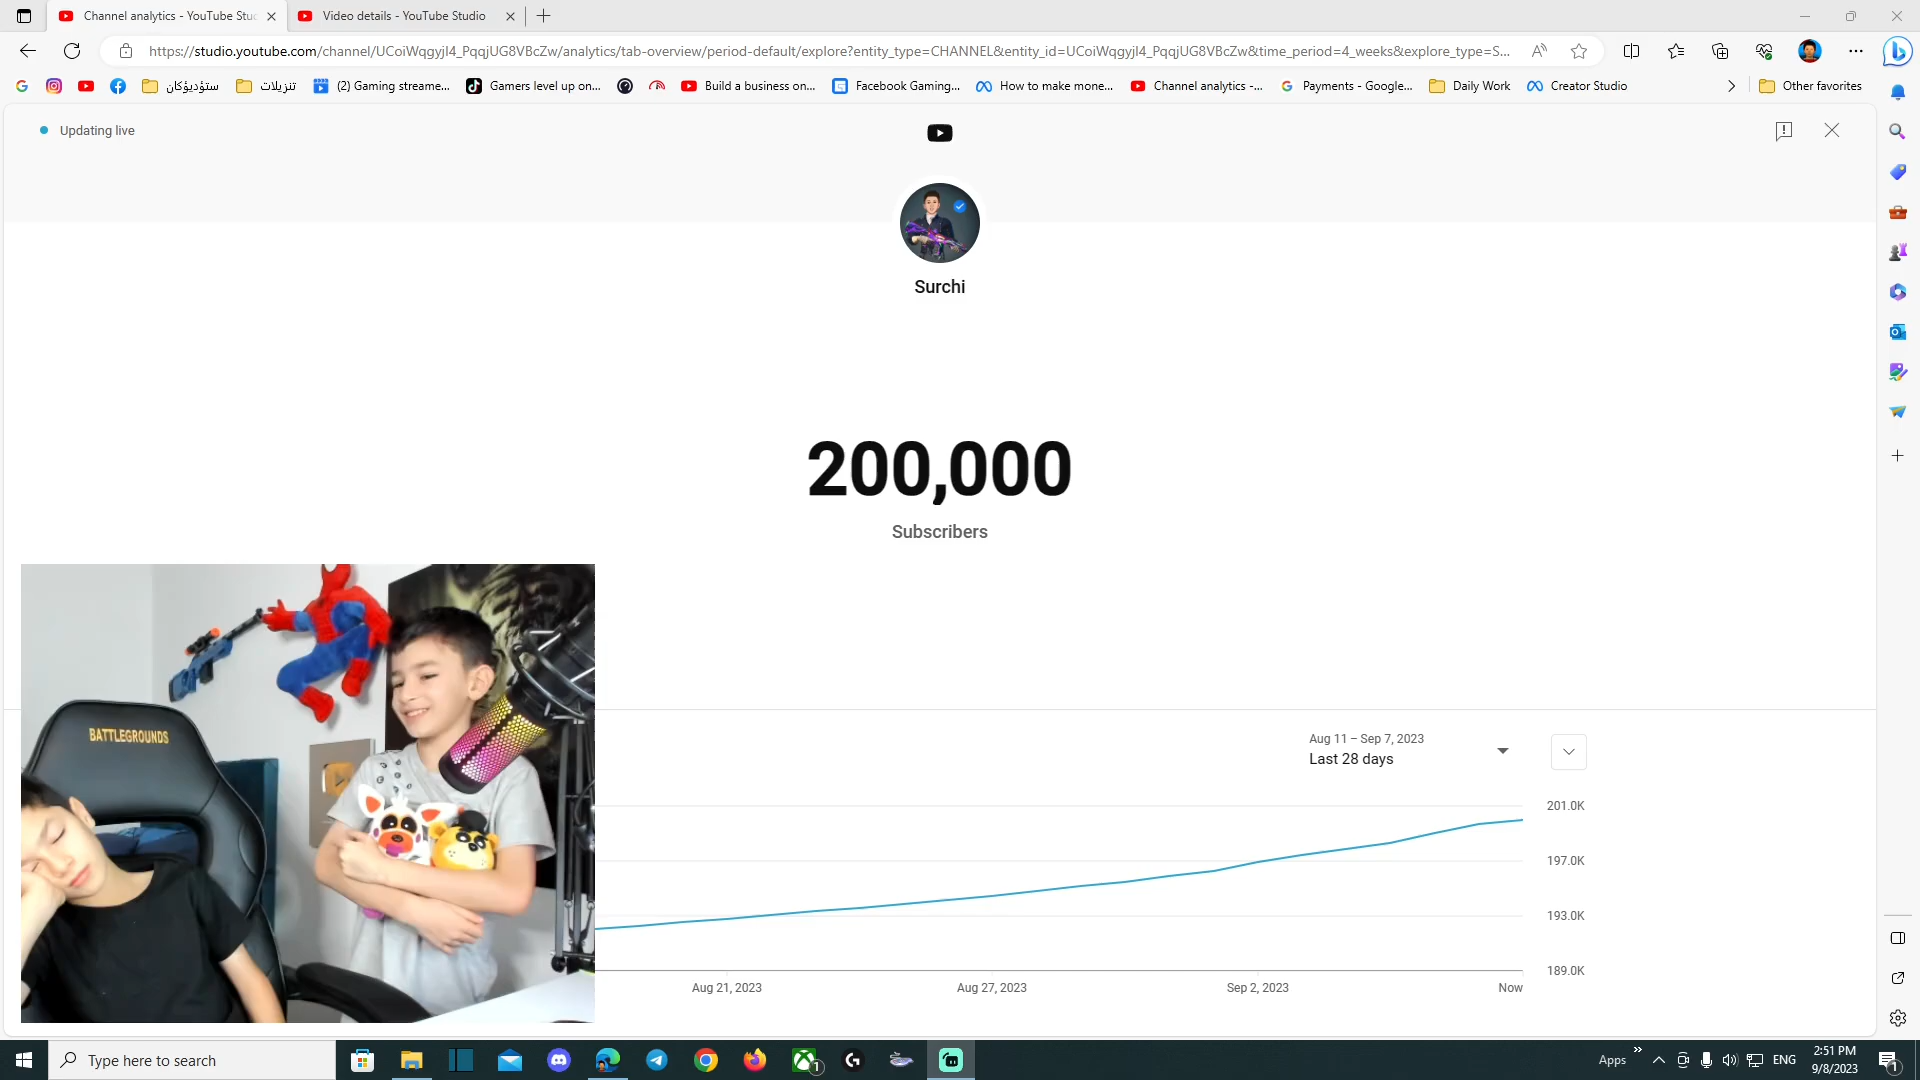 Channel analytics - YouTube Stu
Video details - YouTube Studio
https://studio.youtube.com/channel/UCoiWqgyjI4_PqqjUG8VBcZw/analytics/tab-overview/period-default/explore?entity_type=CHANNEL&entity_id=UCoiWqgyjI4_PqqjUG8VBcZw&time_period=4_weeks&explore_type=S...
ستۆدیۆکان
تنزیلات
(2) Gaming streame...
Gamers level up on...
Build a business on...
Facebook Gaming...
How to make mone...
Channel analytics -...
Payments - Google...
Daily Work
Creator Studio
Other favorites
Updating live
Surchi
200,000
Subscribers
BATTLEGROUNDS
Aug 11 – Sep 7, 2023
Last 28 days
201.0K
197.0K
193.0K
189.0K
Aug 21, 2023
Aug 27, 2023
Sep 2, 2023
Now
Type here to search
1
Apps
ENG
2:51 PM
9/8/2023
1